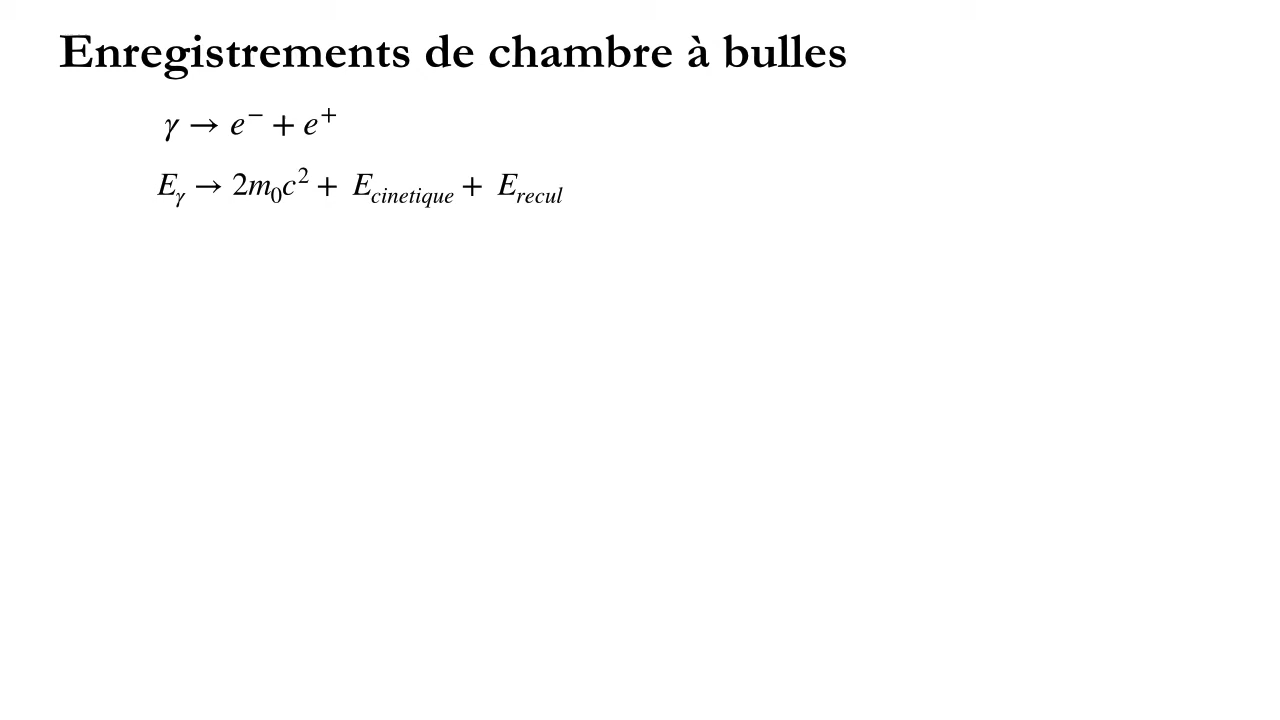 Enregistrements de chambre à bulles
γ → e⁻ + e⁺
E_γ → 2m₀c² + E_cinetique + E_recul